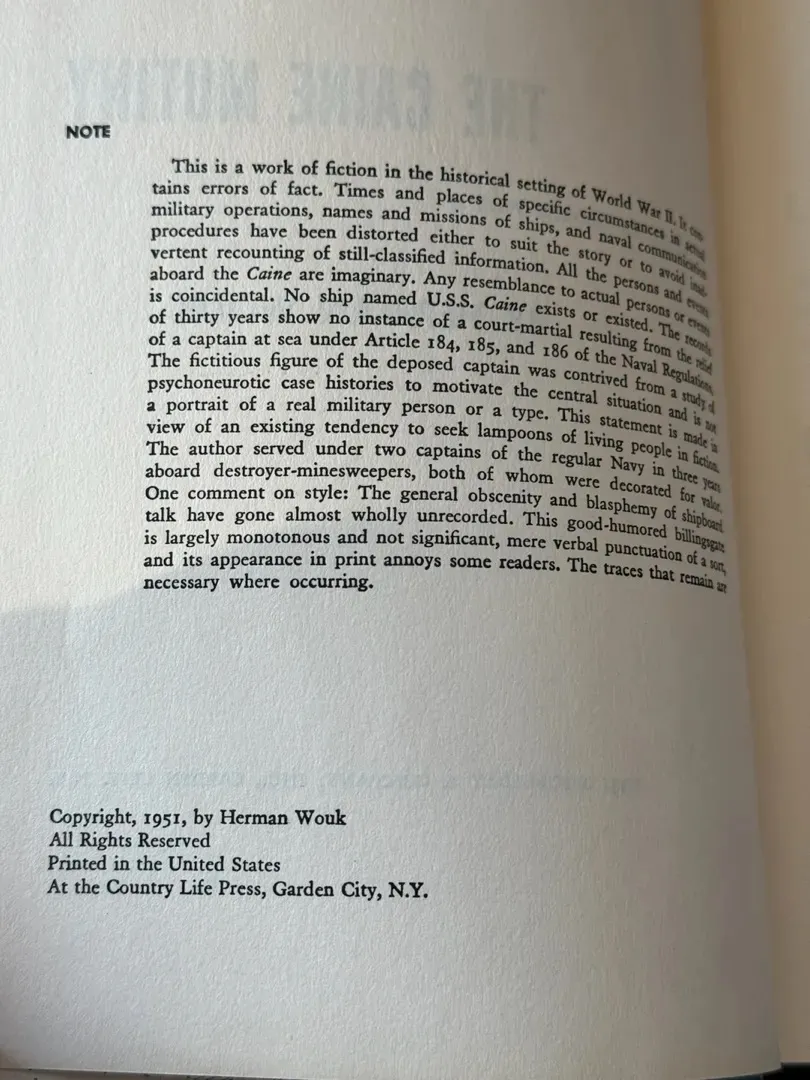 THE CAINE MUTINY
NOTE
This is a work of fiction in the historical setting of World War II. It con-
tains errors of fact. Times and places of specific circumstances in actual
military operations, names and missions of ships, and naval communication
procedures have been distorted either to suit the story or to avoid inad-
vertent recounting of still-classified information. All the persons and events
aboard the Caine are imaginary. Any resemblance to actual persons or events
is coincidental. No ship named U.S.S. Caine exists or existed. The records
of thirty years show no instance of a court-martial resulting from the relief
of a captain at sea under Article 184, 185, and 186 of the Naval Regulations.
The fictitious figure of the deposed captain was contrived from a study of
psychoneurotic case histories to motivate the central situation and is not
a portrait of a real military person or a type. This statement is made in
view of an existing tendency to seek lampoons of living people in fiction.
The author served under two captains of the regular Navy in three years
aboard destroyer-minesweepers, both of whom were decorated for valor.
One comment on style: The general obscenity and blasphemy of shipboard
talk have gone almost wholly unrecorded. This good-humored billingsgate
is largely monotonous and not significant, mere verbal punctuation of a sort,
and its appearance in print annoys some readers. The traces that remain are
necessary where occurring.
Copyright, 1951, by Herman Wouk
All Rights Reserved
Printed in the United States
At the Country Life Press, Garden City, N.Y.